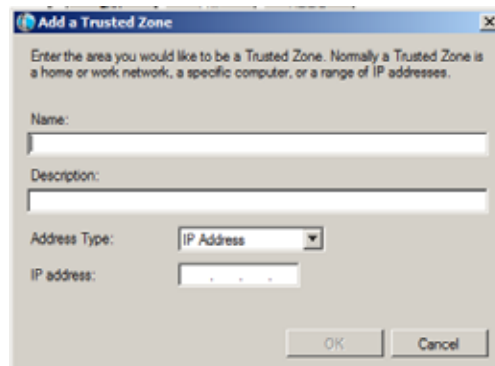 Add a Trusted Zone
Enter the area you would like to be a Trusted Zone. Normally a Trusted Zone is
a home or work network, a specific computer, or a range of IP addresses.
Name:
Description:
Address Type:
IP Address
IP address:
. . .
OK
Cancel